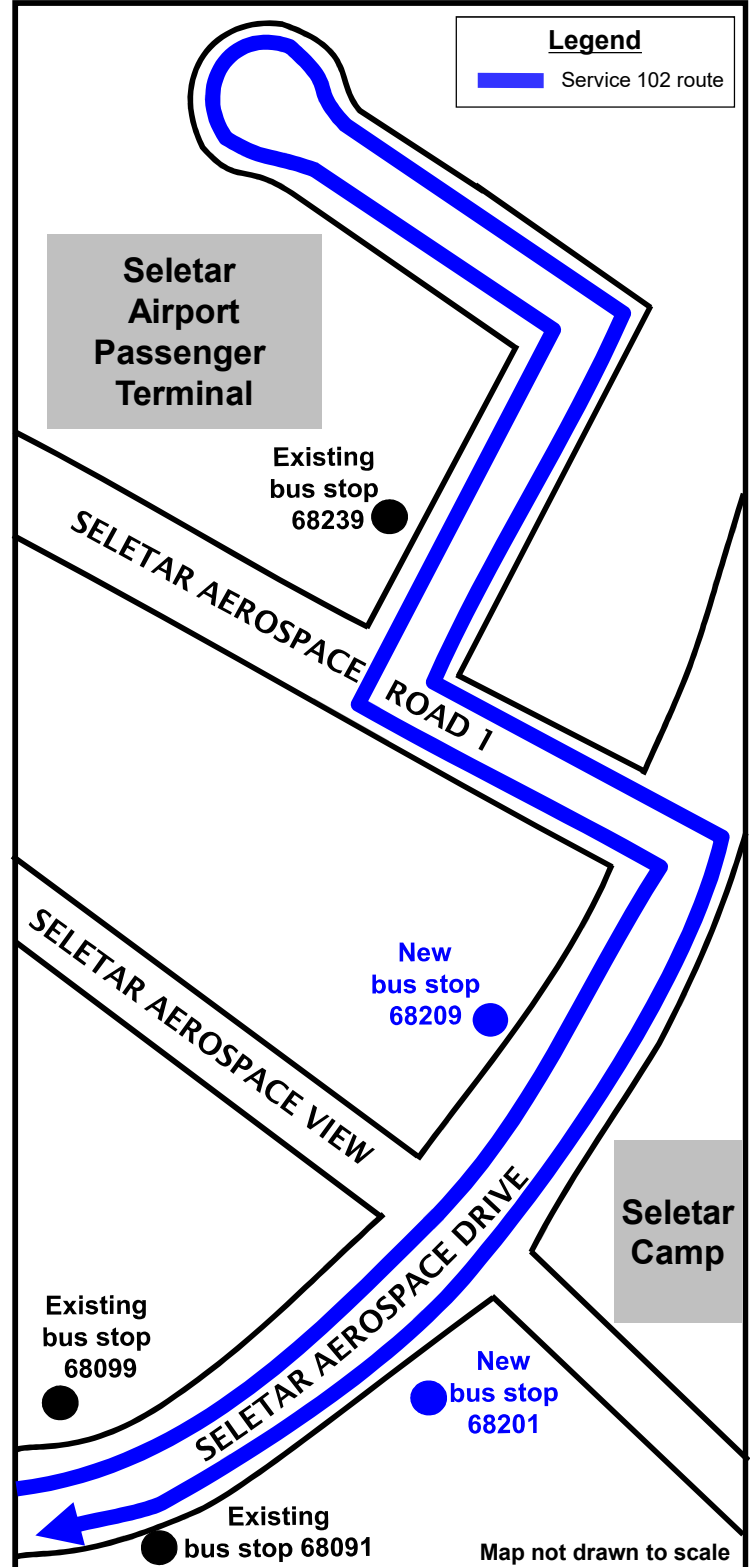 Legend
Service 102 route
Seletar
Airport
Passenger
Terminal
Existing
bus stop
68239
SELETAR AEROSPACE ROAD 1
New
bus stop
68209
SELETAR AEROSPACE VIEW
Seletar
Camp
SELETAR AEROSPACE DRIVE
Existing
bus stop
68099
New
bus stop
68201
Existing
bus stop 68091
Map not drawn to scale